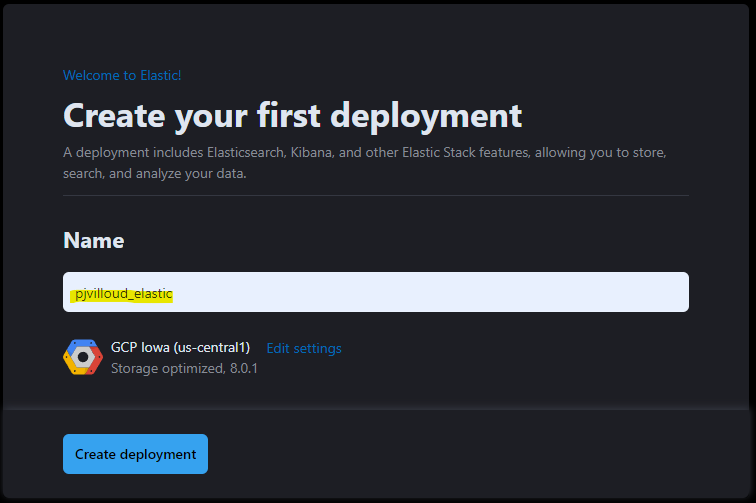 Welcome to Elastic!
Create your first deployment
A deployment includes Elasticsearch, Kibana, and other Elastic Stack features, allowing you to store,
search, and analyze your data.
Name
pjvilloud_elastic
GCP Iowa (us-central1) Edit settings
Storage optimized, 8.0.1
Create deployment